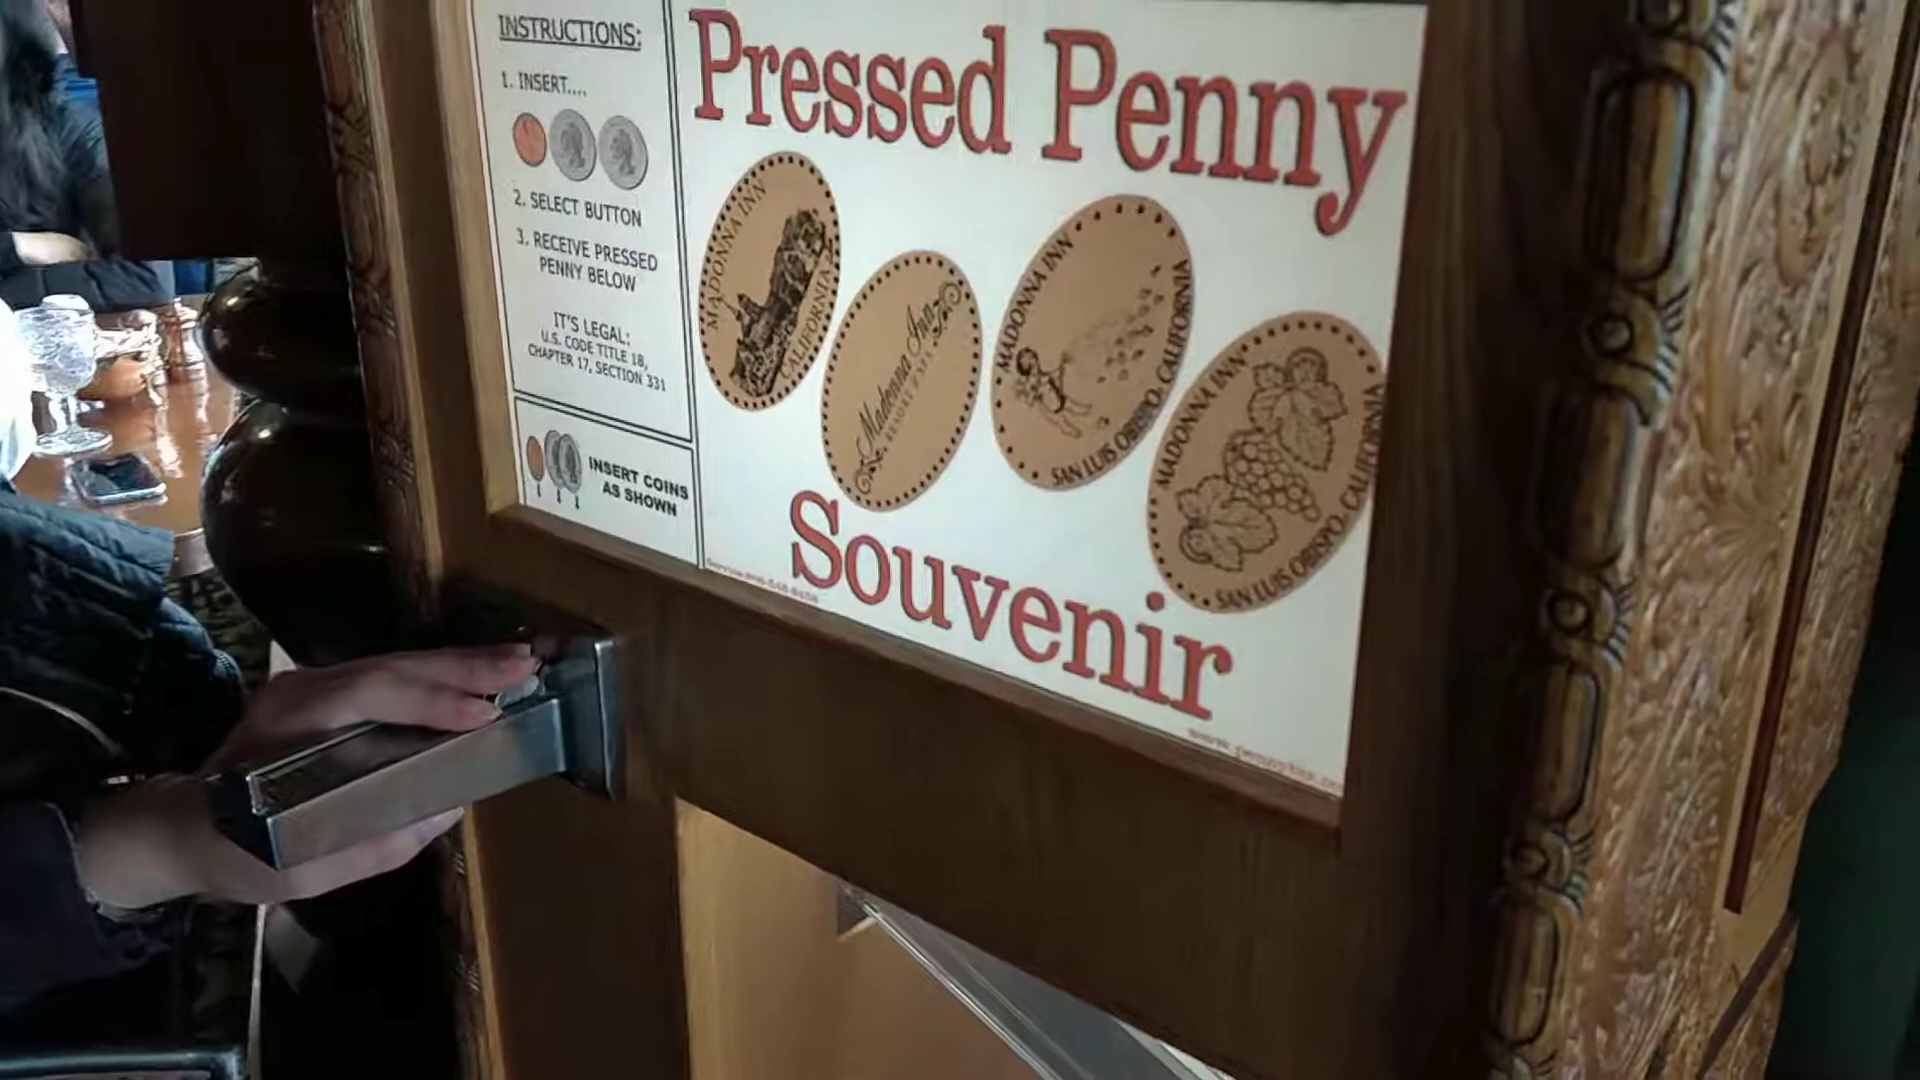 INSTRUCTIONS:
1. INSERT....
2. SELECT BUTTON
3. RECEIVE PRESSED
PENNY BELOW
IT'S LEGAL:
U.S. CODE TITLE 18,
CHAPTER 17, SECTION 331
INSERT COINS
AS SHOWN
Pressed Penny
MADONNA INN
CALIFORNIA
Madonna Inn
RESORT & SPA
MADONNA INN
SAN LUIS OBISPO, CALIFORNIA
MADONNA INN
SAN LUIS OBISPO, CALIFORNIA
Souvenir